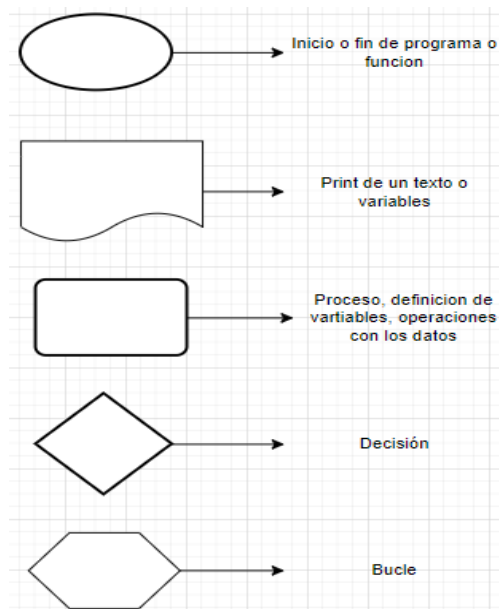 Inicio o fin de programa o
funcion
Print de un texto o
variables
Proceso, definicion de
vartiables, operaciones
con los datos
Decisión
Bucle